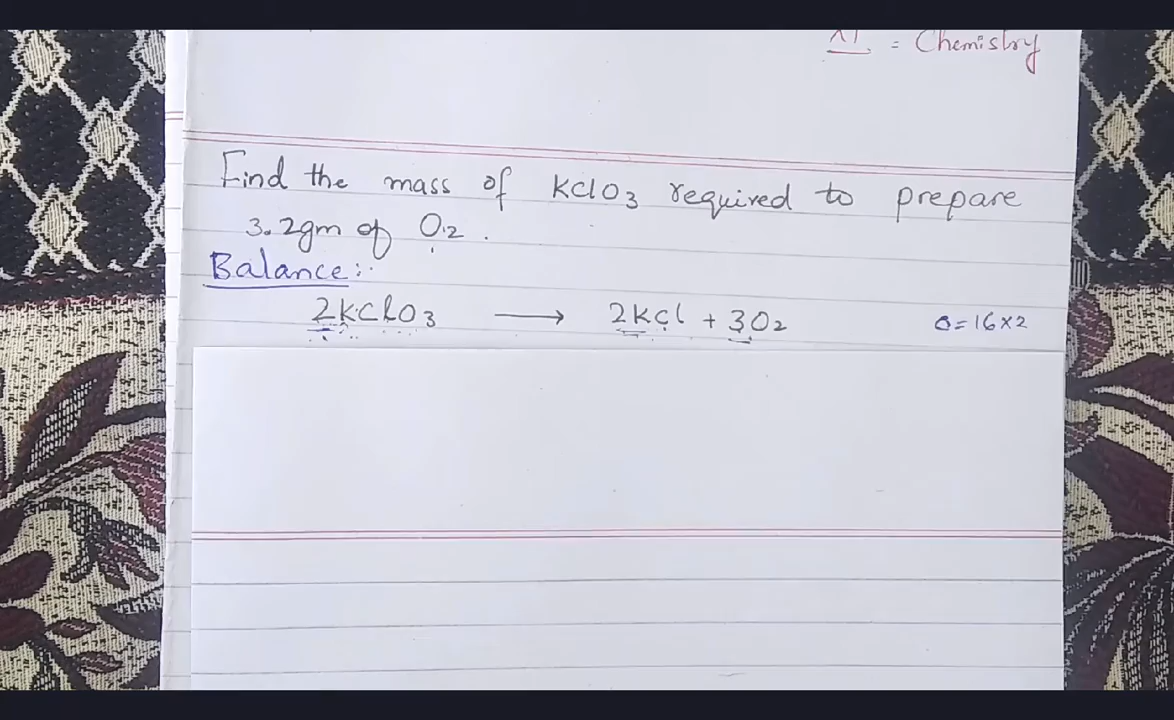 = Chemistry
Find the mass of KClO3 required to prepare
3.2gm of O2.
Balance:-
2KClO3 → 2KCl + 3O2
O=16×2